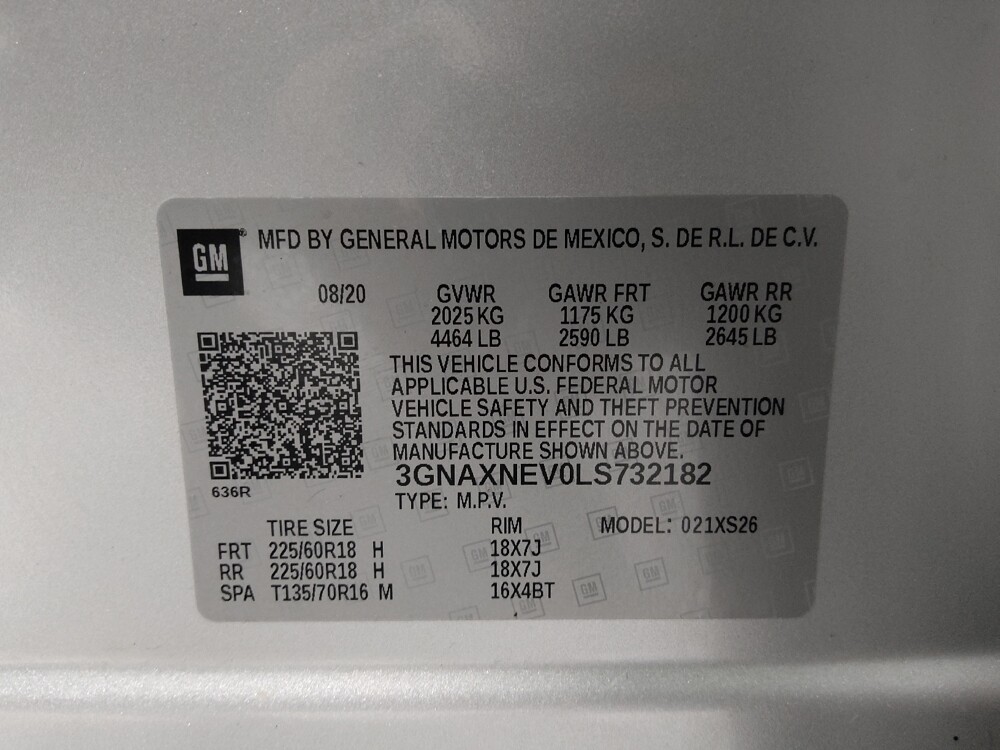 GM® MFD BY GENERAL MOTORS DE MEXICO, S. DE R.L. DE C.V.
08/20 GVWR GAWR FRT GAWR RR
2025 KG 1175 KG 1200 KG
4464 LB 2590 LB 2645 LB
THIS VEHICLE CONFORMS TO ALL
APPLICABLE U.S. FEDERAL MOTOR
VEHICLE SAFETY AND THEFT PREVENTION
STANDARDS IN EFFECT ON THE DATE OF
MANUFACTURE SHOWN ABOVE.
3GNAXNEV0LS732182
636R
TYPE: M.P.V.
TIRE SIZE RIM MODEL: 021XS26
FRT 225/60R18 H 18X7J
RR 225/60R18 H 18X7J
SPA T135/70R16 M 16X4BT